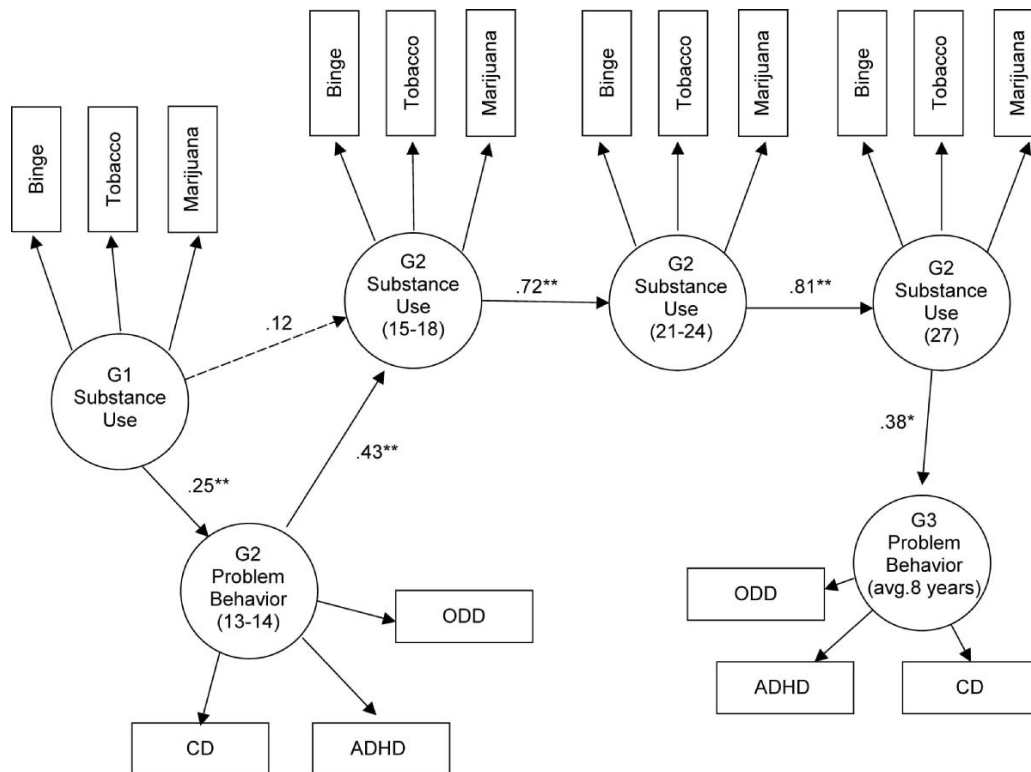 Binge
Tobacco
Marijuana
Binge
Tobacco
Marijuana
Binge
Tobacco
Marijuana
Binge
Tobacco
Marijuana
G1
Substance
Use
.12
G2
Substance
Use
(15-18)
.72**
G2
Substance
Use
(21-24)
.81**
G2
Substance
Use
(27)
.25**
.43**
.38*
G2
Problem
Behavior
(13-14)
ODD
CD
ADHD
G3
Problem
Behavior
(avg.8 years)
ODD
ADHD
CD